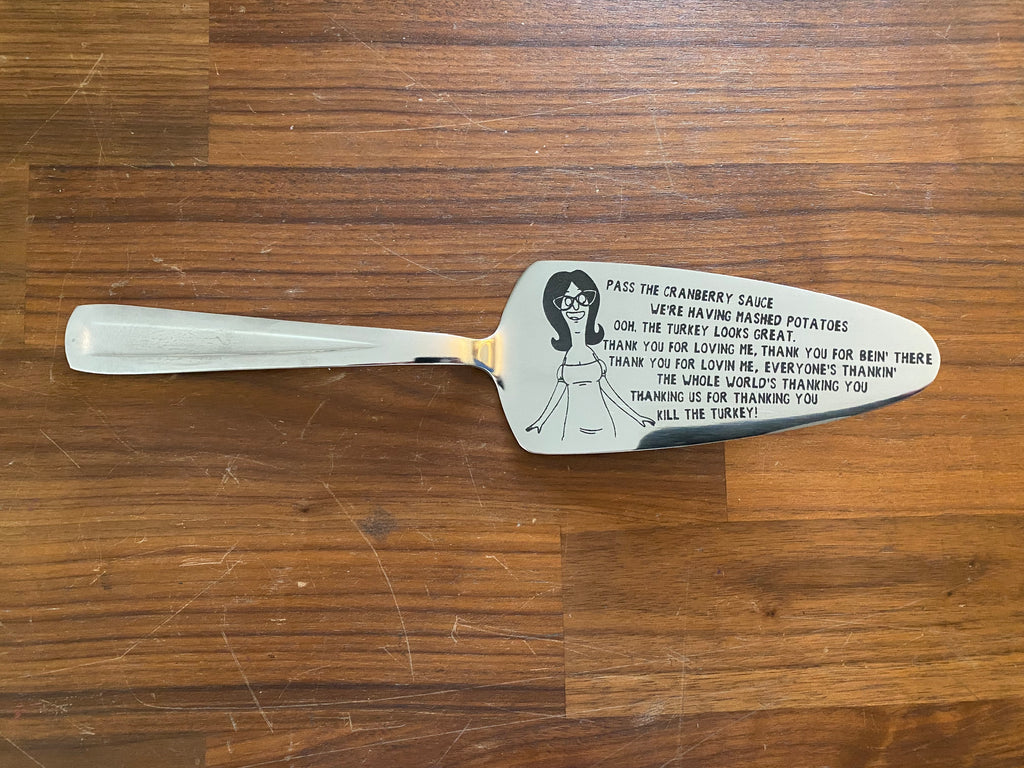 PASS THE CRANBERRY SAUCE
WE'RE HAVING MASHED POTATOES
OOH. THE TURKEY LOOKS GREAT.
THANK YOU FOR LOVING ME, THANK YOU FOR BEIN' THERE
THANK YOU FOR LOVIN ME, EVERYONE'S THANKIN'
THE WHOLE WORLD'S THANKING YOU
THANKING US FOR THANKING YOU
KILL THE TURKEY!